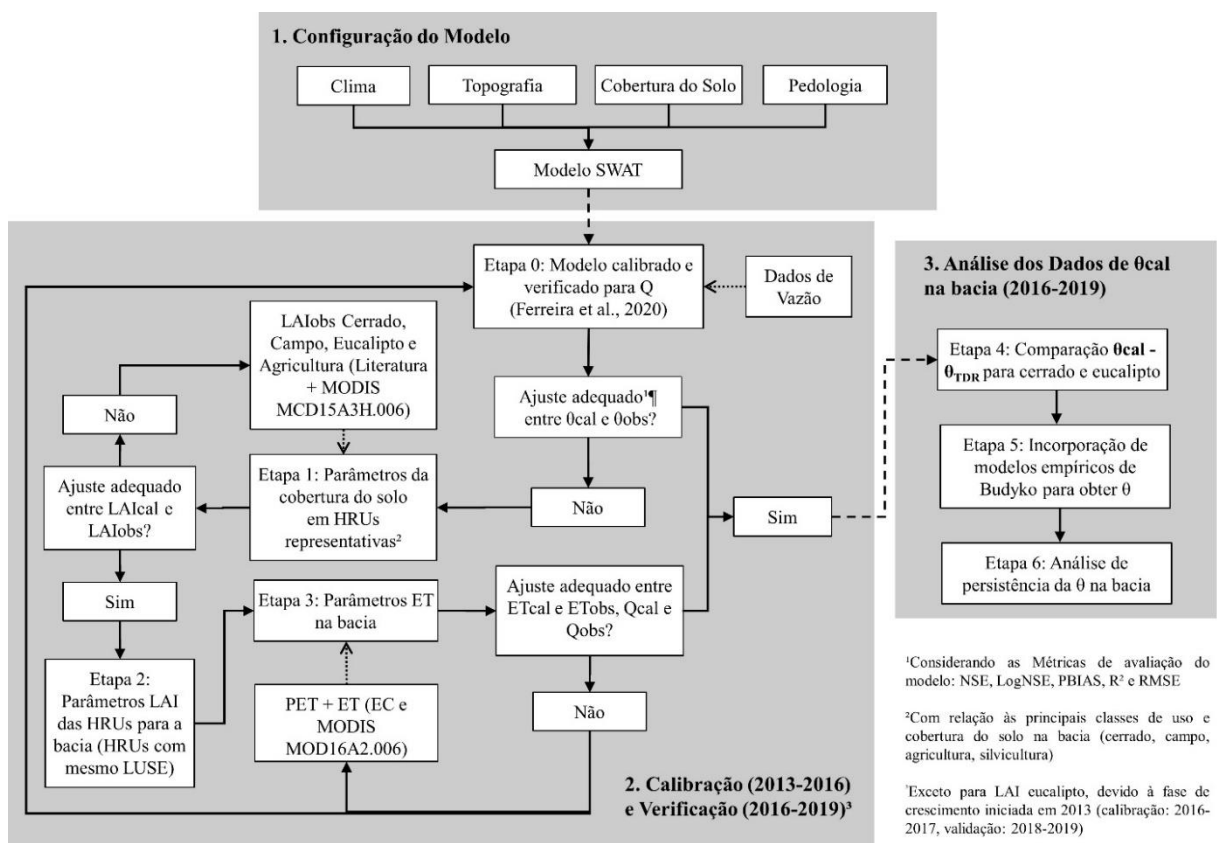 1. Configuração do Modelo
Clima
Topografia
Cobertura do Solo
Pedologia
Modelo SWAT
Etapa 0: Modelo calibrado e
verificado para Q
(Ferreira et al., 2020)
Dados de
Vazão
LAIobs Cerrado,
Campo, Eucalipto e
Agricultura (Literatura
+ MODIS
MCD15A3H.006)
Não
Ajuste adequado¹¶
entre θcal e θobs?
Ajuste adequado
entre LAIcal e
LAIobs?
Etapa 1: Parâmetros da
cobertura do solo
em HRUs
representativas²
Não
Sim
Sim
Etapa 3: Parâmetros ET
na bacia
Ajuste adequado entre
ETcal e ETobs, Qcal e
Qobs?
Etapa 2:
Parâmetros LAI
das HRUs para a
bacia (HRUs com
mesmo LUSE)
PET + ET (EC e
MODIS
MOD16A2.006)
Não
2. Calibração (2013-2016)
e Verificação (2016-2019)³
3. Análise dos Dados de θcal
na bacia (2016-2019)
Etapa 4: Comparação θcal -
θTDR para cerrado e eucalipto
Etapa 5: Incorporação de
modelos empíricos de
Budyko para obter θ
Etapa 6: Análise de
persistência da θ na bacia
¹Considerando as Métricas de avaliação do
modelo: NSE, LogNSE, PBIAS, R² e RMSE
²Com relação às principais classes de uso e
cobertura do solo na bacia (cerrado, campo,
agricultura, silvicultura)
³Exceto para LAI eucalipto, devido à fase de
crescimento iniciada em 2013 (calibração: 2016-
2017, validação: 2018-2019)